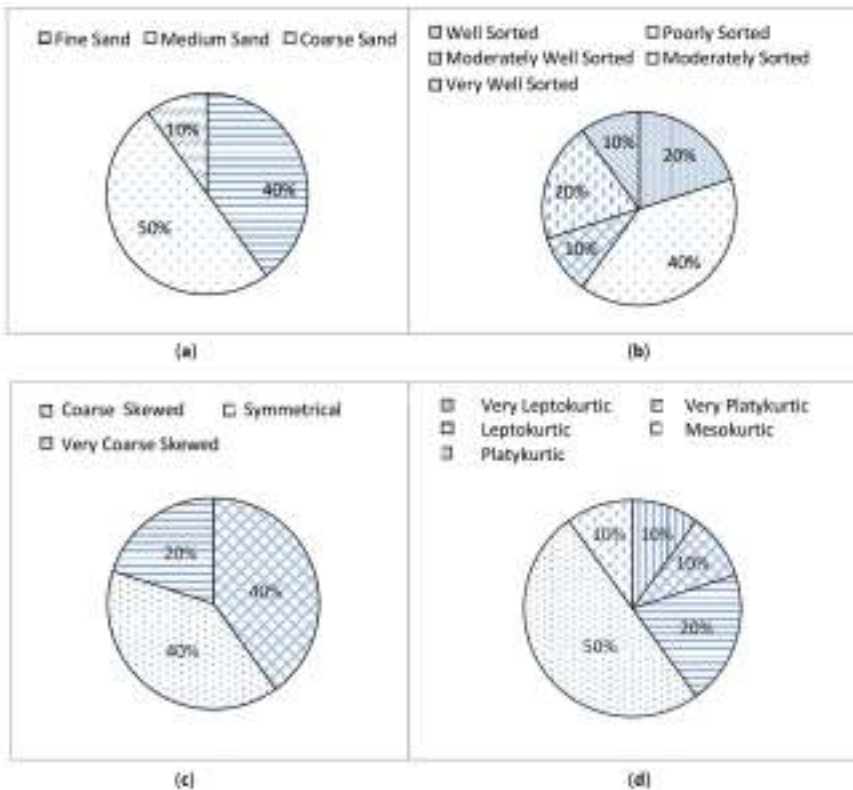 Fine Sand Medium Sand Coarse Sand
10%
40%
50%
(a)
Well Sorted Poorly Sorted
Moderately Well Sorted Moderately Sorted
Very Well Sorted
10%
20%
20%
10%
40%
(b)
Coarse Skewed Symmetrical
Very Coarse Skewed
20%
40%
40%
(c)
Very Leptokurtic Very Platykurtic
Leptokurtic Mesokurtic
Platykurtic
10%
10%
10%
20%
50%
(d)